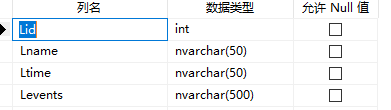 列名 数据类型 允许 Null 值
Lid int
Lname nvarchar(50)
Ltime nvarchar(50)
Levents nvarchar(500)